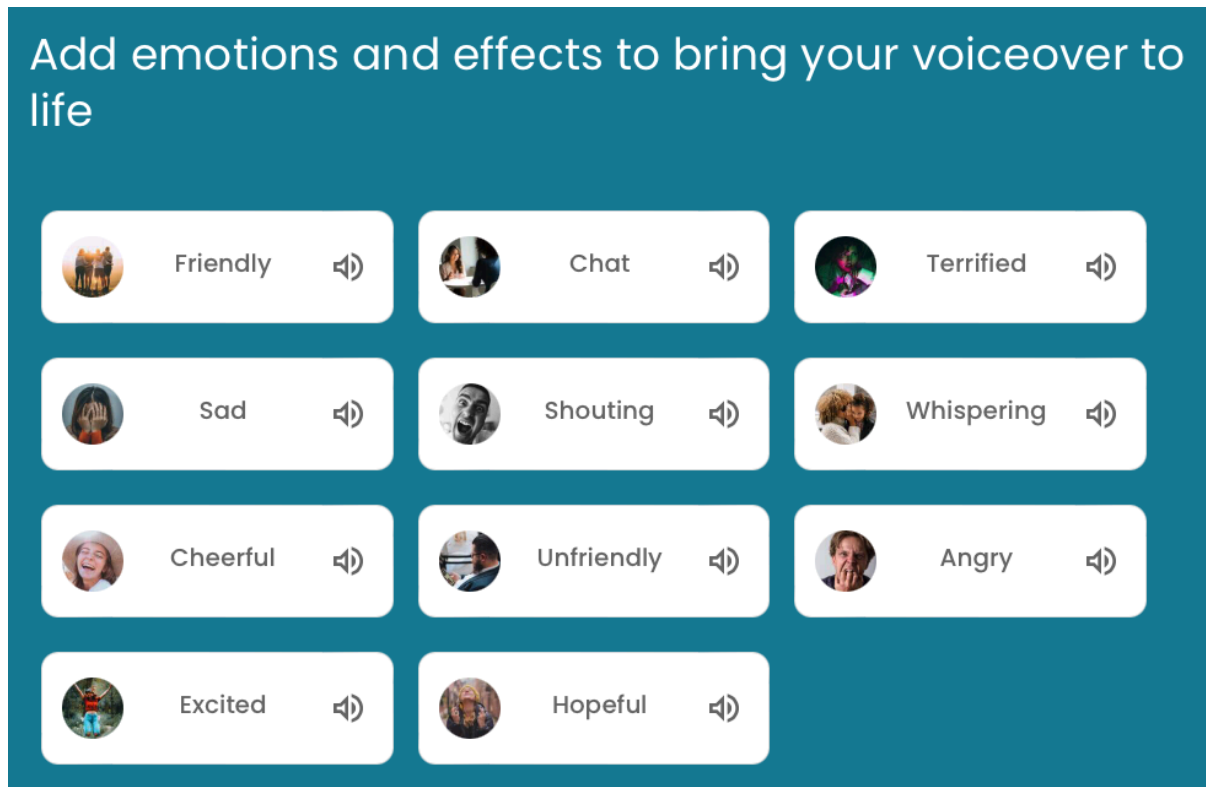 Add emotions and effects to bring your voiceover to
life
Friendly
Chat
Terrified
Sad
Shouting
Whispering
Cheerful
Unfriendly
Angry
Excited
Hopeful